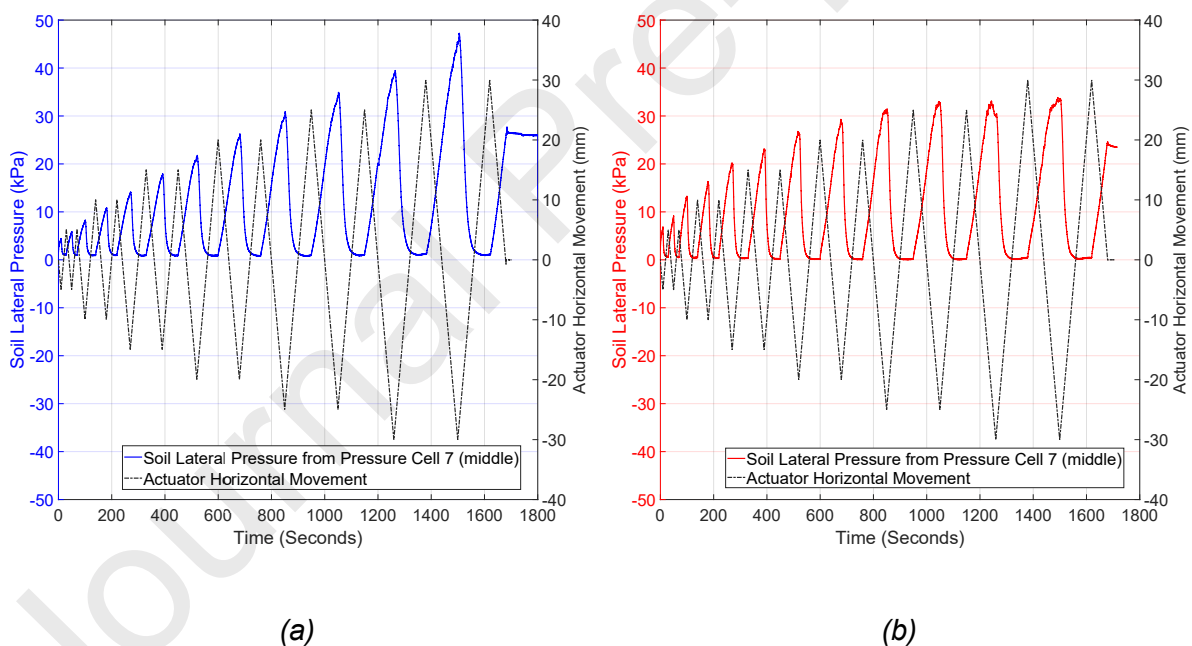 50
40
30
20
10
0
-10
-20
-30
-40
-50
Soil Lateral Pressure (kPa)
40
30
20
10
0
-10
-20
-30
-40
Actuator Horizontal Movement (mm)
Soil Lateral Pressure from Pressure Cell 7 (middle)
Actuator Horizontal Movement
0 200 400 600 800 1000 1200 1400 1600 1800
Time (Seconds)
(a)
50
40
30
20
10
0
-10
-20
-30
-40
-50
Soil Lateral Pressure (kPa)
40
30
20
10
0
-10
-20
-30
-40
Actuator Horizontal Movement (mm)
Soil Lateral Pressure from Pressure Cell 7 (middle)
Actuator Horizontal Movement
0 200 400 600 800 1000 1200 1400 1600 1800
Time (Seconds)
(b)
Journal Pre